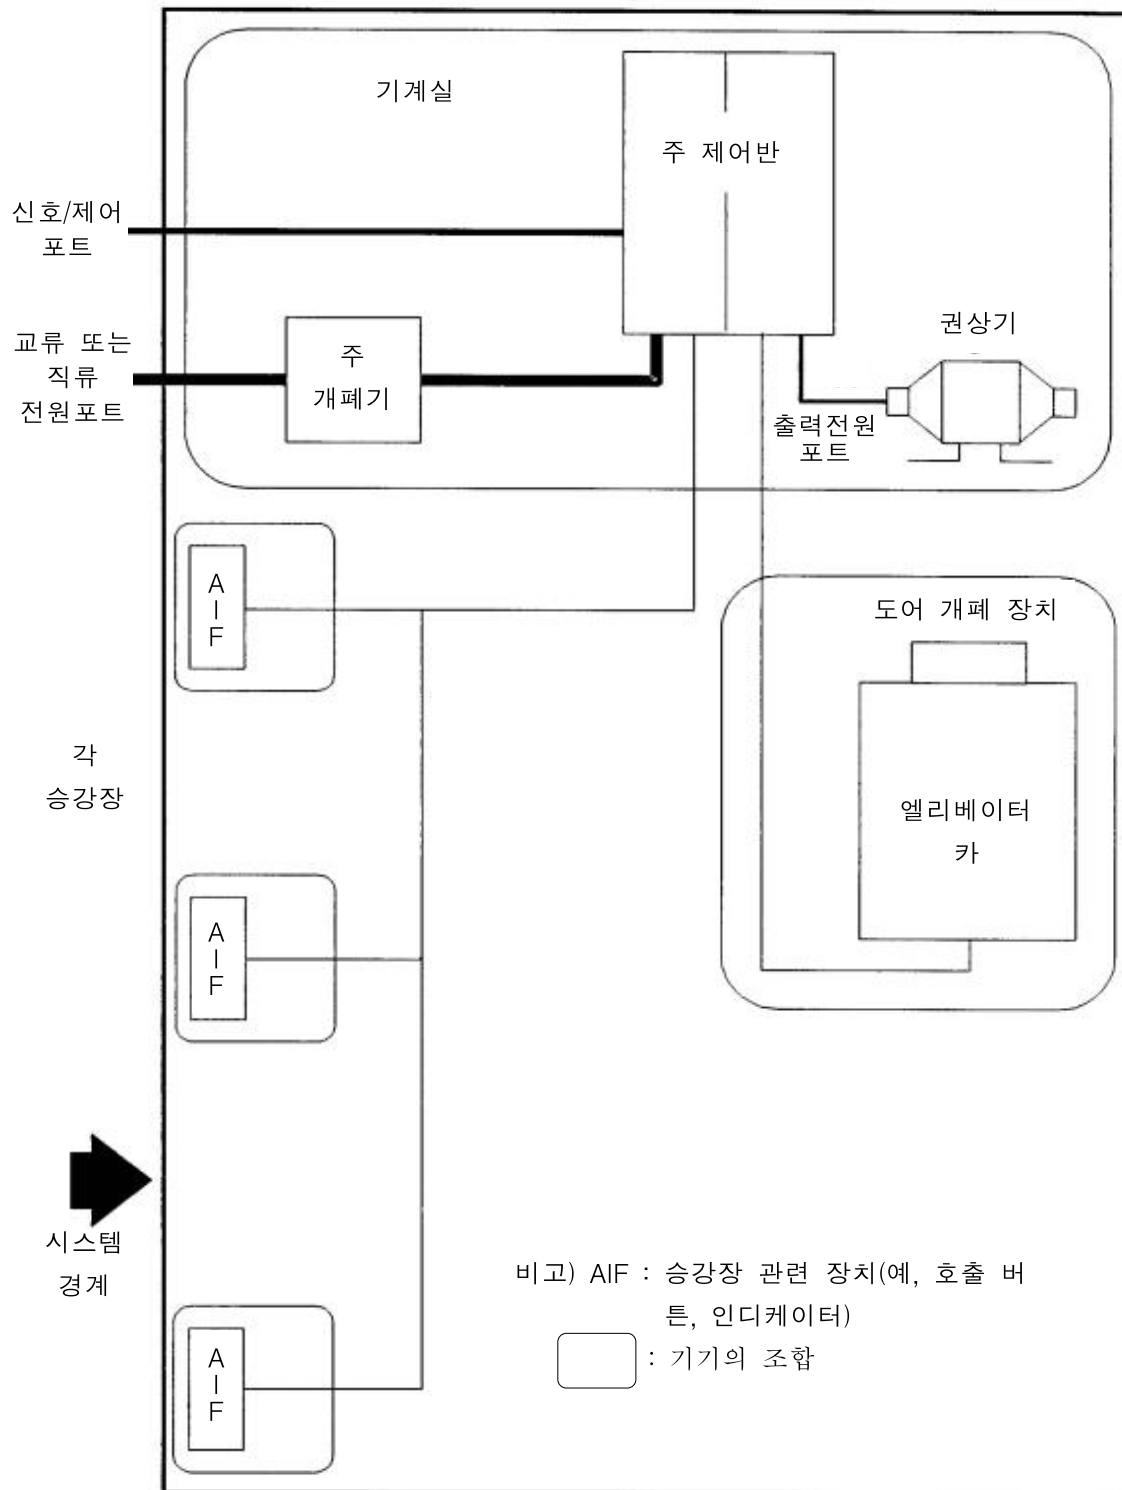 기계실
주 제어반
신호/제어
포트
교류 또는
직류
전원포트
주
개폐기
권상기
출력전원
포트
A
I
F
도어 개폐 장치
엘리베이터
카
각
승강장
A
I
F
시스템
경계
A
I
F
비고) AIF : 승강장 관련 장치(예, 호출 버
튼, 인디케이터)
: 기기의 조합